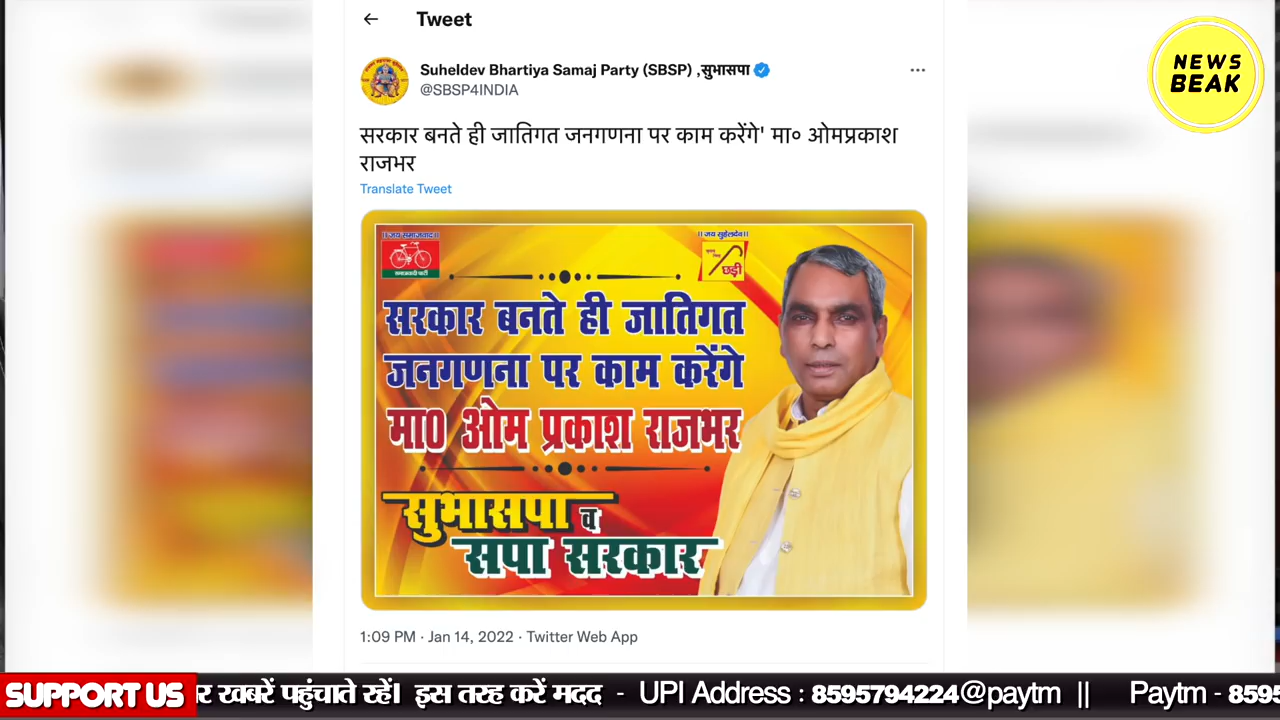 Tweet
NEWS
BEAK
Suheldev Bhartiya Samaj Party (SBSP) ,सुभासपा
@SBSP4INDIA
सरकार बनते ही जातिगत जनगणना पर काम करेंगे' मा० ओमप्रकाश
राजभर
Translate Tweet
।। जय समाजवाद।।
समाजवादी पार्टी
।। जय सुहेलदेव।।
छड़ी
सरकार बनते ही जातिगत
जनगणना पर काम करेंगे
मा0 ओम प्रकाश राजभर
सुभासपा व
सपा सरकार
1:09 PM · Jan 14, 2022 · Twitter Web App
SUPPORT US र खबरें पहुंचाते रहें। इस तरह करें मदद - UPI Address : 8595794224@paytm || Paytm - 8595